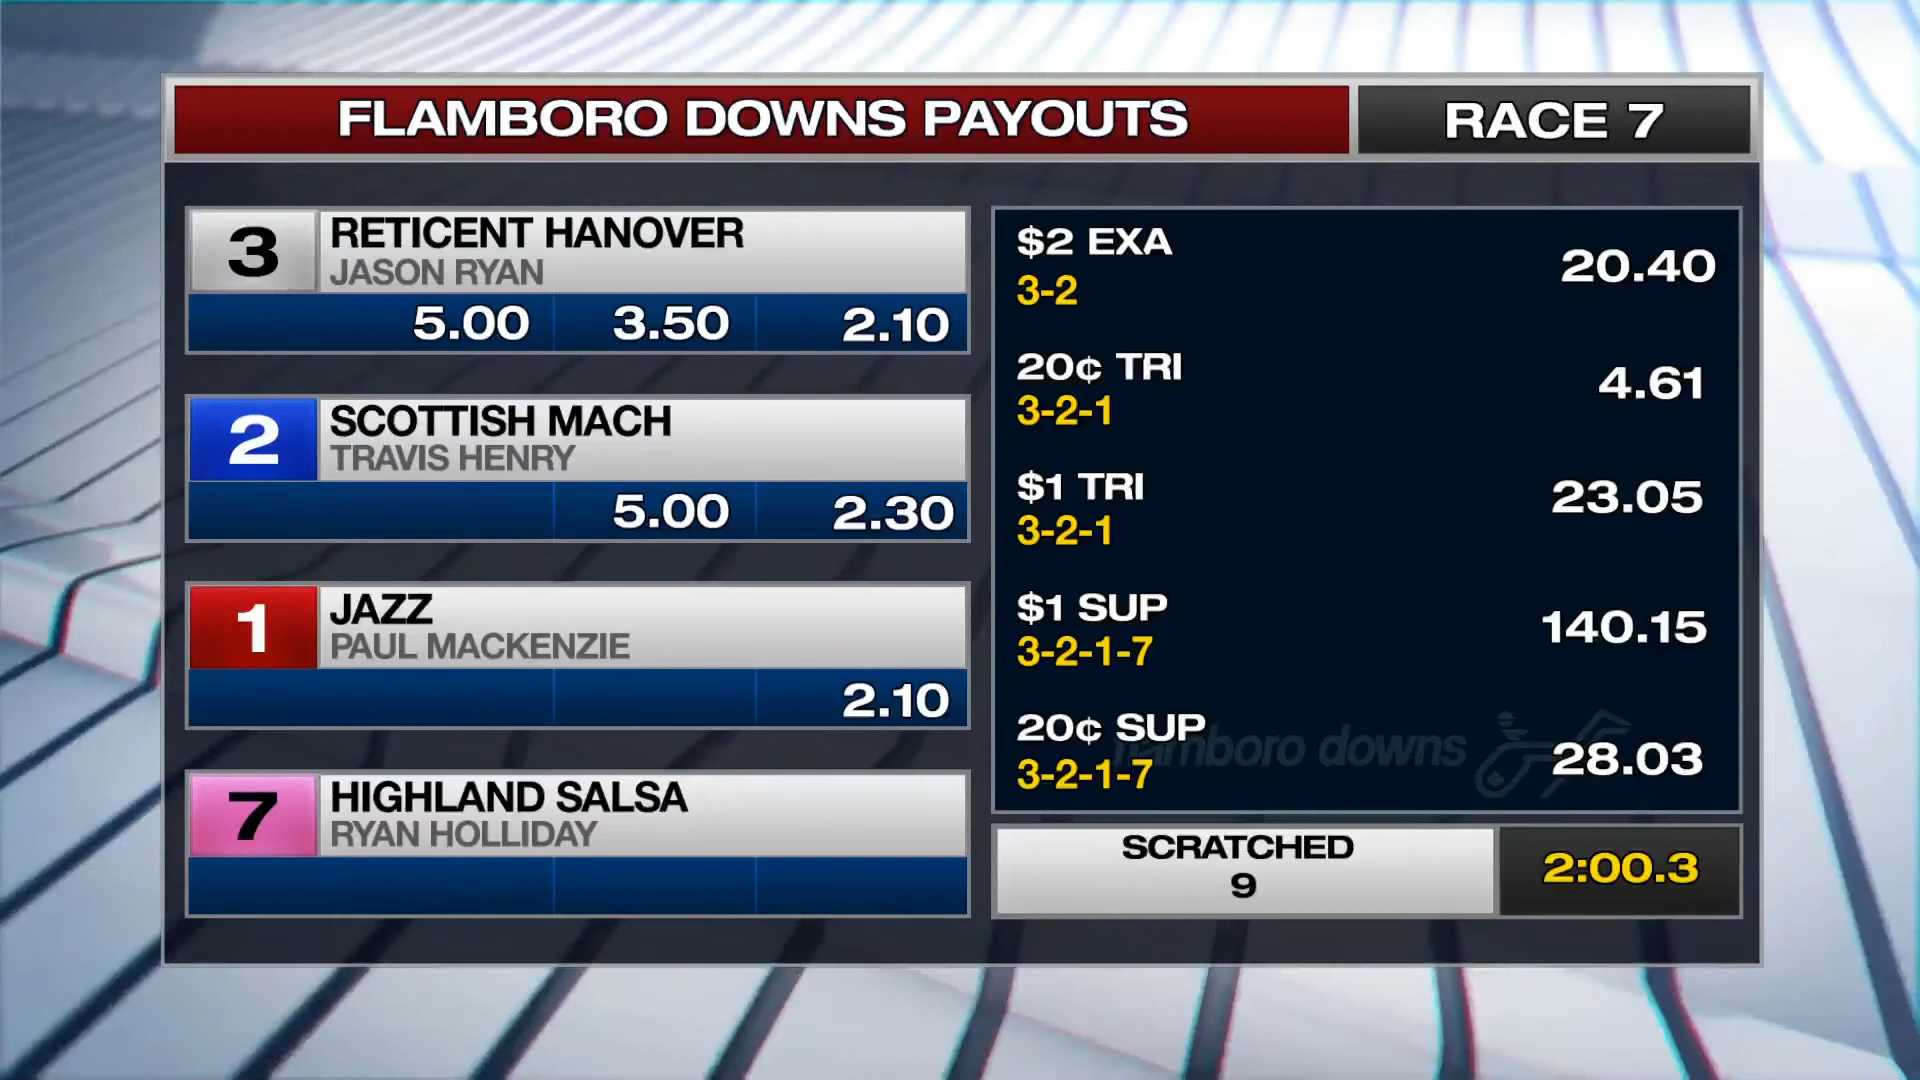 FLAMBORO DOWNS PAYOUTS
RACE 7
3
RETICENT HANOVER
JASON RYAN
5.00 3.50 2.10
2
SCOTTISH MACH
TRAVIS HENRY
5.00 2.30
1
JAZZ
PAUL MACKENZIE
2.10
7
HIGHLAND SALSA
RYAN HOLLIDAY
$2 EXA
3-2
20.40
20¢ TRI
3-2-1
4.61
$1 TRI
3-2-1
23.05
$1 SUP
3-2-1-7
140.15
20¢ SUP
3-2-1-7
28.03
flamboro downs
SCRATCHED
9
2:00.3